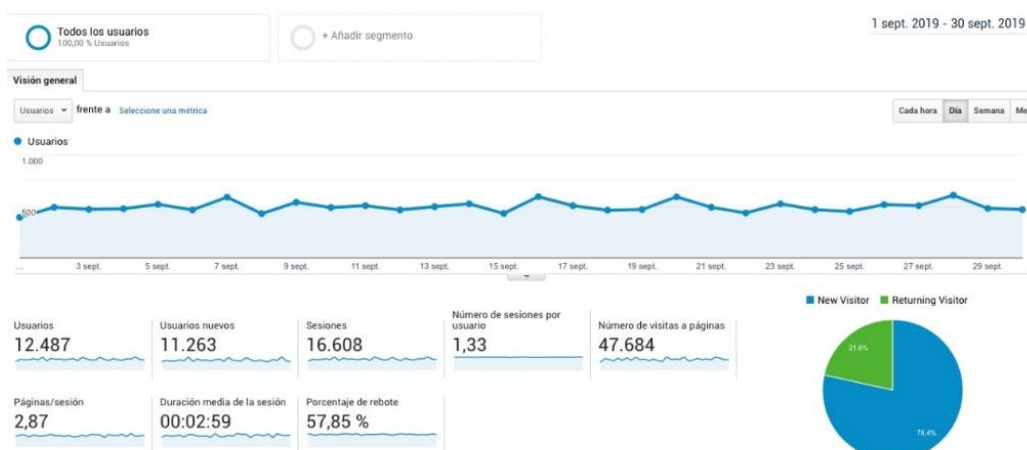 Todos los usuarios
100,00 % Usuarios
+ Añadir segmento
1 sept. 2019 - 30 sept. 2019
Visión general
Usuarios frente a Seleccione una métrica
Cada hora Día Semana Me
Usuarios
1.000
500
... 3 sept. 5 sept. 7 sept. 9 sept. 11 sept. 13 sept. 15 sept. 17 sept. 19 sept. 21 sept. 23 sept. 25 sept. 27 sept. 29 sept.
New Visitor Returning Visitor
Usuarios
12.487
Usuarios nuevos
11.263
Sesiones
16.608
Número de sesiones por
usuario
1,33
Número de visitas a páginas
47.684
Páginas/sesión
2,87
Duración media de la sesión
00:02:59
Porcentaje de rebote
57,85 %
21.6%
78.4%